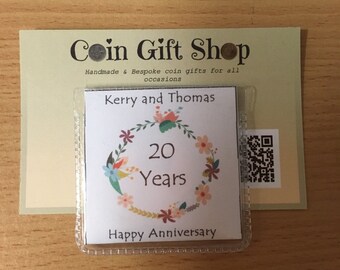 Coin Gift Shop
Handmade & Bespoke coin gifts for all
occasions
Kerry and Thomas
20
Years
Happy Anniversary